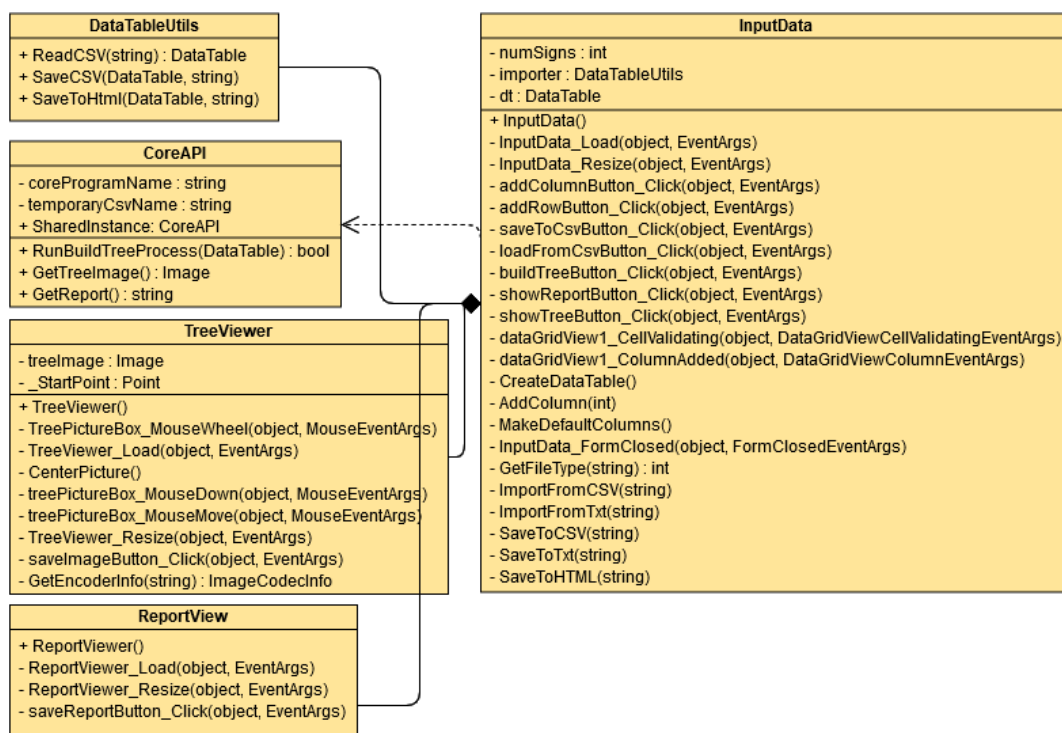 DataTableUtils
+ ReadCSV(string) : DataTable
+ SaveCSV(DataTable, string)
+ SaveToHtml(DataTable, string)
CoreAPI
- coreProgramName : string
- temporaryCsvName : string
+ SharedInstance: CoreAPI
+ RunBuildTreeProcess(DataTable) : bool
+ GetTreeImage() : Image
+ GetReport() : string
TreeViewer
- treeImage : Image
- _StartPoint : Point
+ TreeViewer()
- TreePictureBox_MouseWheel(object, MouseEventArgs)
- TreeViewer_Load(object, EventArgs)
- CenterPicture()
- treePictureBox_MouseDown(object, MouseEventArgs)
- treePictureBox_MouseMove(object, MouseEventArgs)
- TreeViewer_Resize(object, EventArgs)
- saveImageButton_Click(object, EventArgs)
- GetEncoderInfo(string) : ImageCodecInfo
ReportView
+ ReportViewer()
- ReportViewer_Load(object, EventArgs)
- ReportViewer_Resize(object, EventArgs)
- saveReportButton_Click(object, EventArgs)
InputData
- numSigns : int
- importer : DataTableUtils
- dt : DataTable
+ InputData()
- InputData_Load(object, EventArgs)
- InputData_Resize(object, EventArgs)
- addColumnButton_Click(object, EventArgs)
- addRowButton_Click(object, EventArgs)
- saveToCsvButton_Click(object, EventArgs)
- loadFromCsvButton_Click(object, EventArgs)
- buildTreeButton_Click(object, EventArgs)
- showReportButton_Click(object, EventArgs)
- showTreeButton_Click(object, EventArgs)
- dataGridView1_CellValidating(object, DataGridViewCellValidatingEventArgs)
- dataGridView1_ColumnAdded(object, DataGridViewColumnEventArgs)
- CreateDataTable()
- AddColumn(int)
- MakeDefaultColumns()
- InputData_FormClosed(object, FormClosedEventArgs)
- GetFileType(string) : int
- ImportFromCSV(string)
- ImportFromTxt(string)
- SaveToCSV(string)
- SaveToTxt(string)
- SaveToHTML(string)